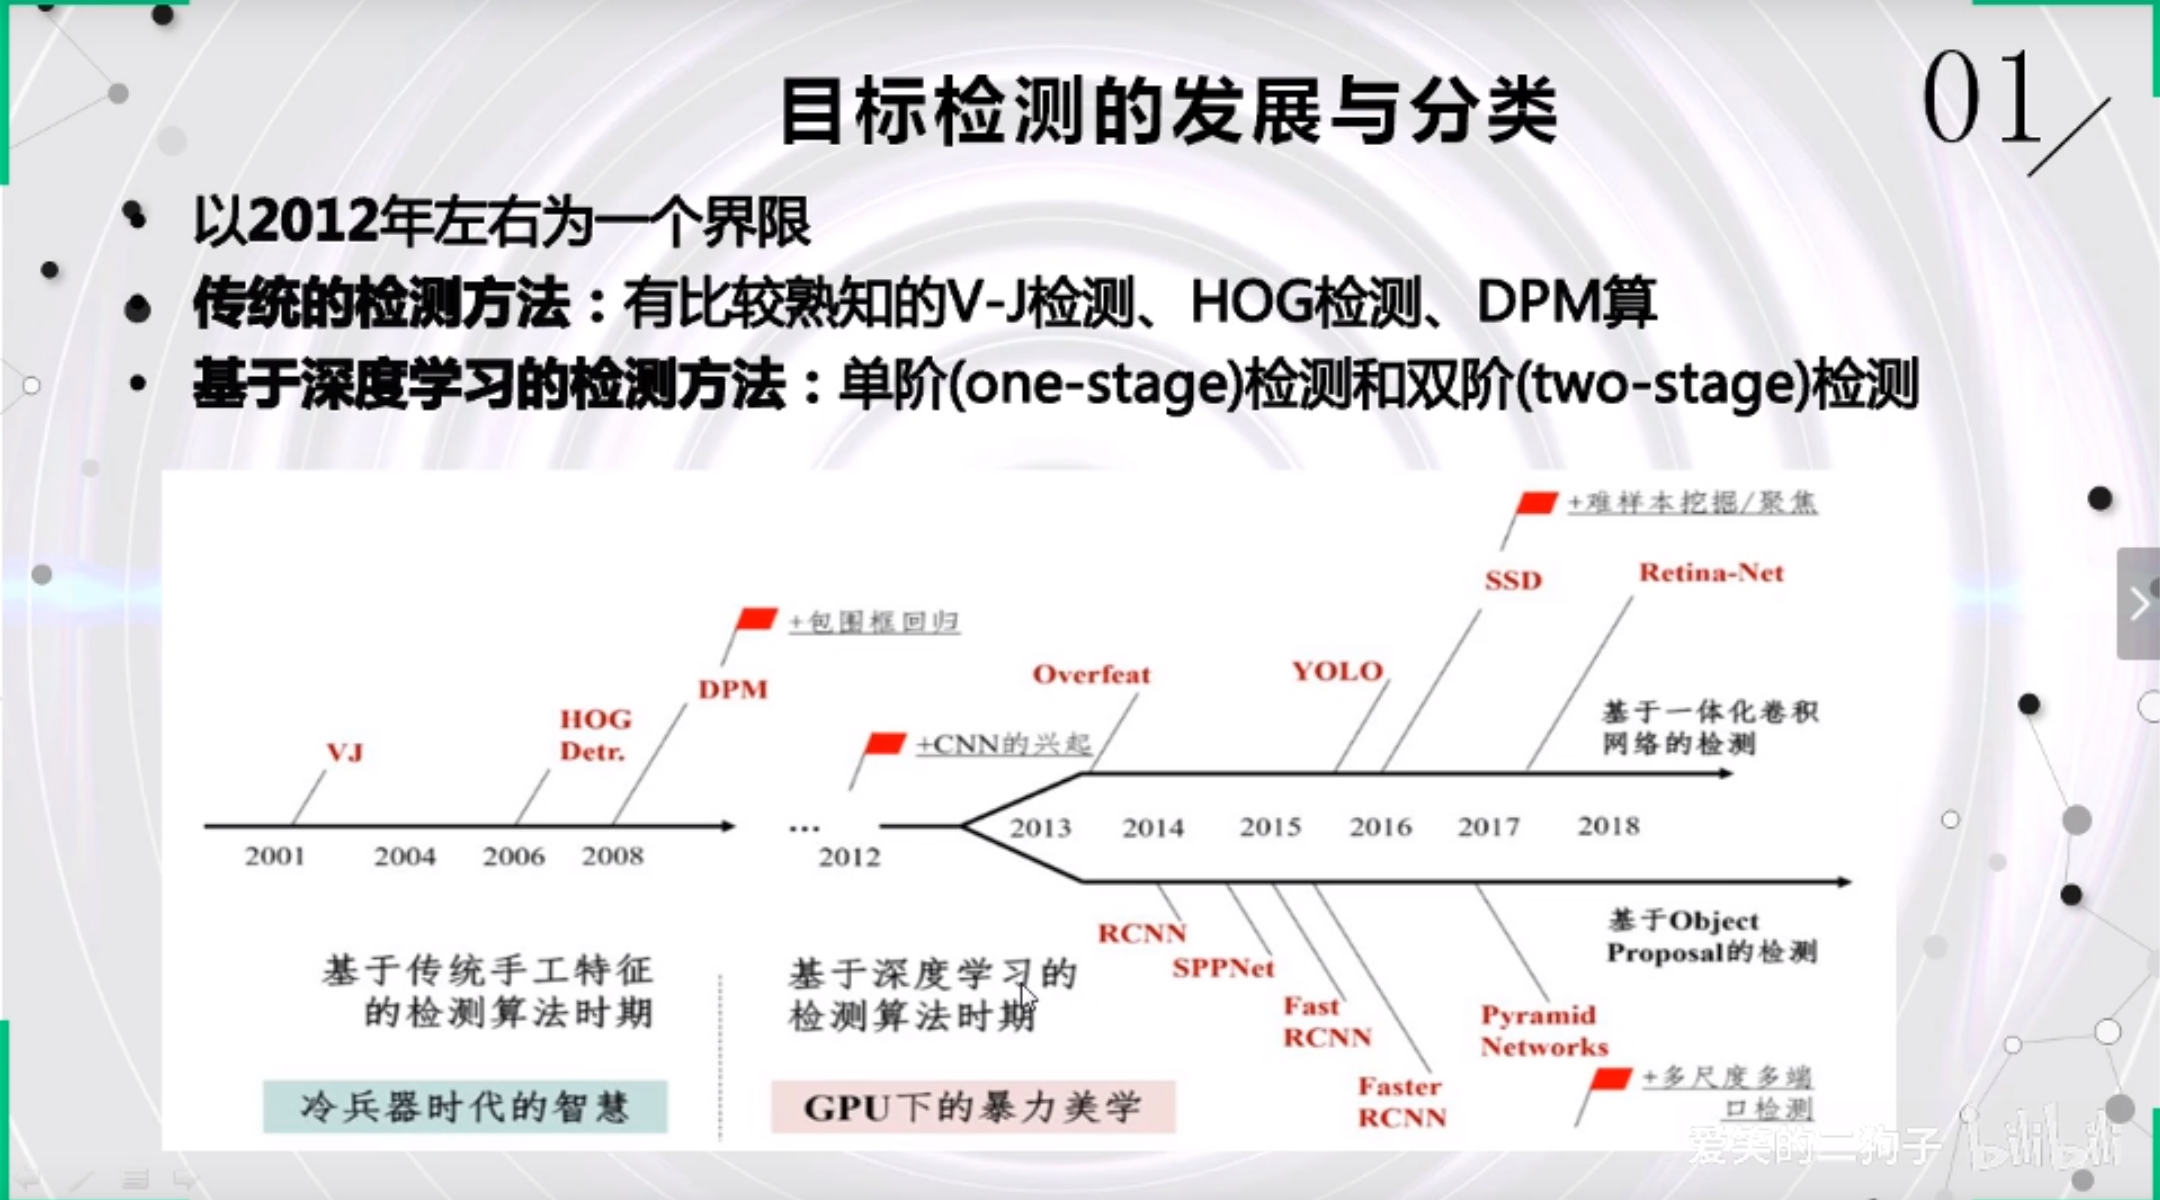 01
目标检测的发展与分类
以2012年左右为一个界限
传统的检测方法：有比较熟知的V-J检测、HOG检测、DPM算
基于深度学习的检测方法：单阶(one-stage)检测和双阶(two-stage)检测
+难样本挖掘/聚焦
SSD
Retina-Net
+包围框回归
DPM
HOG
Detr.
VJ
Overfeat
YOLO
+CNN的兴起
基于一体化卷积
网络的检测
2001
2004
2006
2008
...
2012
2013
2014
2015
2016
2017
2018
RCNN
SPPNet
Fast
RCNN
Faster
RCNN
Pyramid
Networks
基于Object
Proposal的检测
+多尺度多端
口检测
基于传统手工特征
的检测算法时期
基于深度学习的
检测算法时期
冷兵器时代的智慧
GPU下的暴力美学
爱笑的二狗子 bilibili